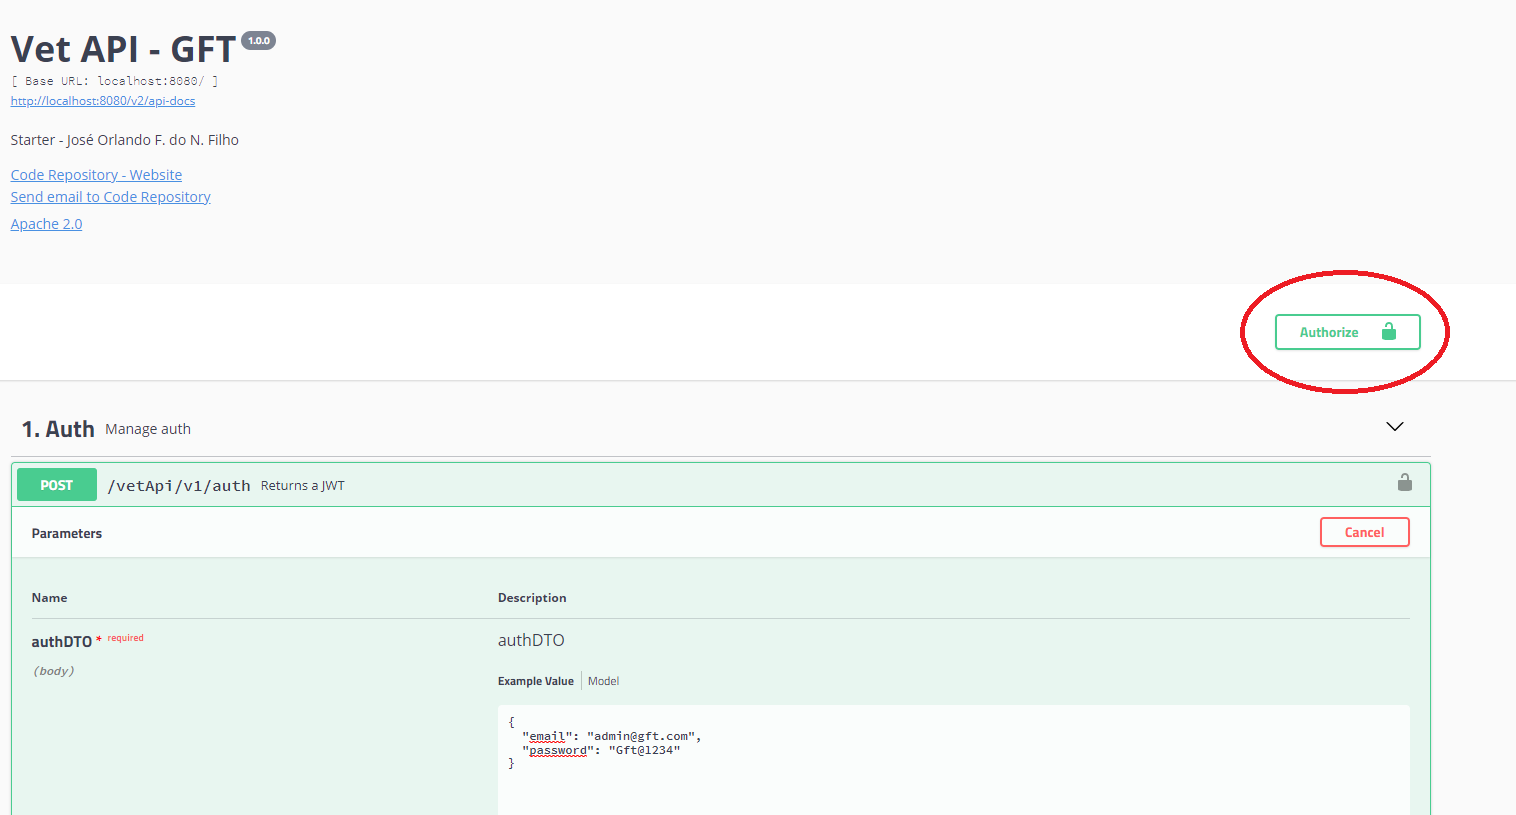 Vet API - GFT 1.0.0
[ Base URL: localhost:8080/ ]
http://localhost:8080/v2/api-docs
Starter - José Orlando F. do N. Filho
Code Repository - Website
Send email to Code Repository
Apache 2.0
Authorize
1. Auth Manage auth
POST /vetApi/v1/auth Returns a JWT
Parameters Cancel
Name Description
authDTO * required authDTO
(body)
Example Value Model
{
"email": "admin@gft.com",
"password": "Gft@1234"
}